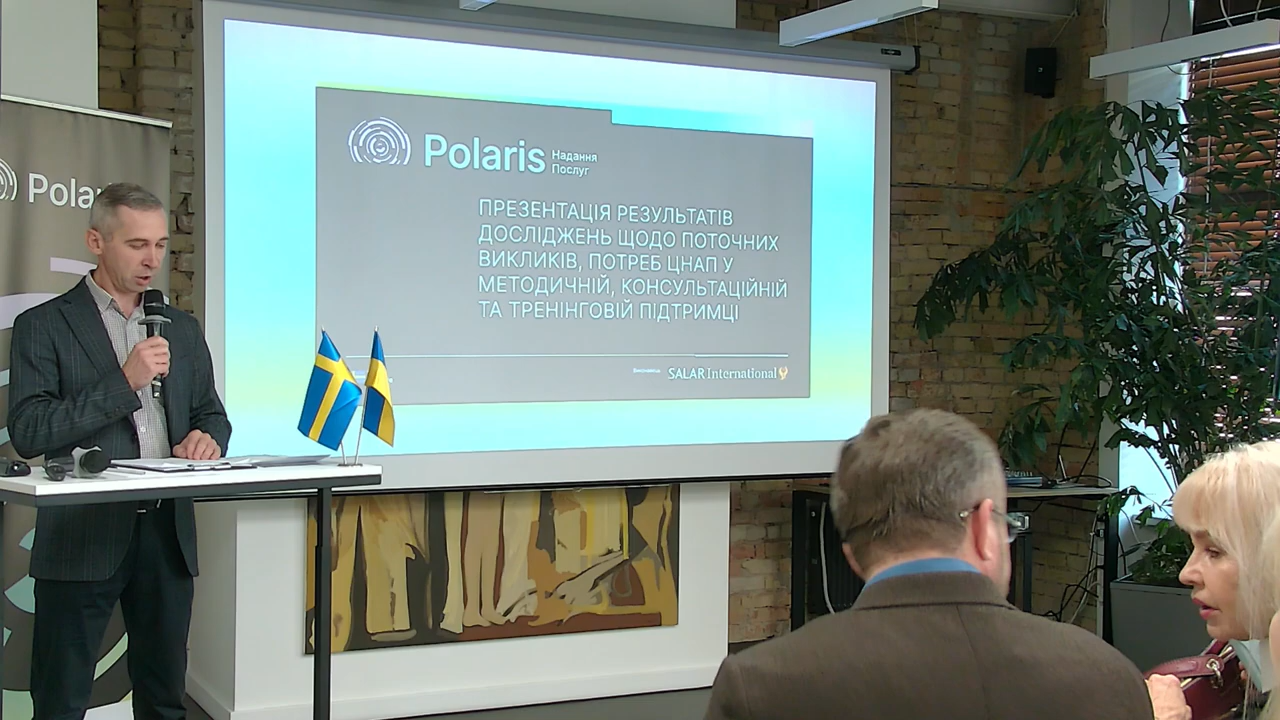 Pola
Polaris
Надання
Послуг
ПРЕЗЕНТАЦІЯ РЕЗУЛЬТАТІВ
ДОСЛІДЖЕНЬ ЩОДО ПОТОЧНИХ
ВИКЛИКІВ, ПОТРЕБ ЦНАП У
МЕТОДИЧНІЙ, КОНСУЛЬТАЦІЙНІЙ
ТА ТРЕНІНГОВІЙ ПІДТРИМЦІ
SALAR International